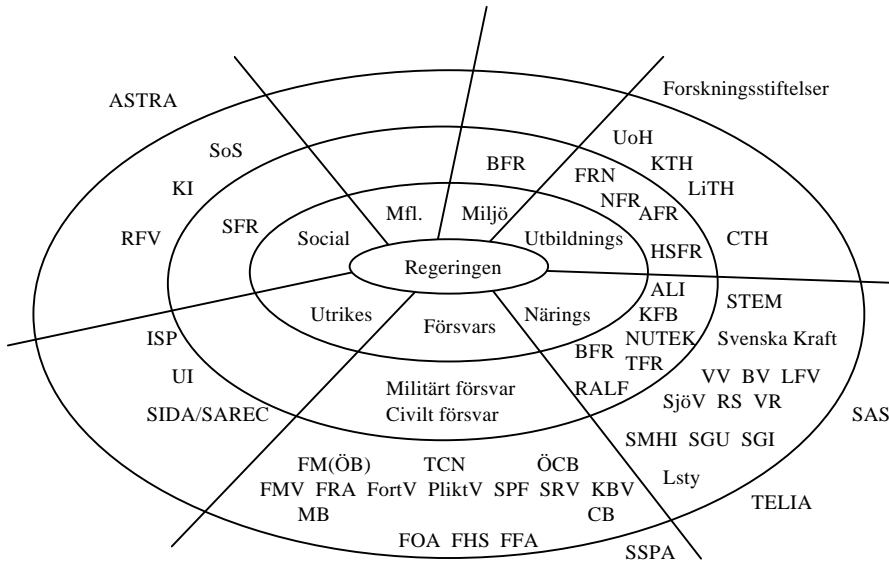 Forskningsstiftelser
ASTRA
UoH
SoS
BFR
KTH
FRN
KI
LiTH
NFR
AFR
Mfl.
Miljö
SFR
RFV
Social
Utbildnings
CTH
HSFR
Regeringen
ALI
STEM
Utrikes
Försvars
Närings
KFB
ISP
NUTEK
Svenska Kraft
BFR
TFR
UI
VV BV LFV
Militärt försvar
RALF
SjöV RS VR
SIDA/SAREC
Civilt försvar
SAS
SMHI SGU SGI
FM(ÖB) TCN ÖCB
Lsty
FMV FRA FortV PliktV SPF SRV KBV
TELIA
MB CB
FOA FHS FFA
SSPA